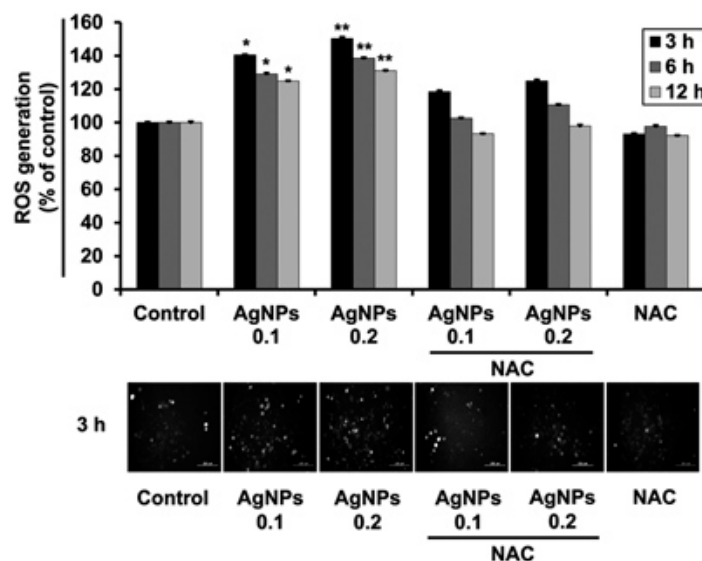 160
140
120
100
80
60
40
20
0
ROS generation
(% of control)
* * *
** ** **
3 h
6 h
12 h
Control AgNPs AgNPs AgNPs AgNPs NAC
0.1 0.2 0.1 0.2
NAC
3 h
Control AgNPs AgNPs AgNPs AgNPs NAC
0.1 0.2 0.1 0.2
NAC